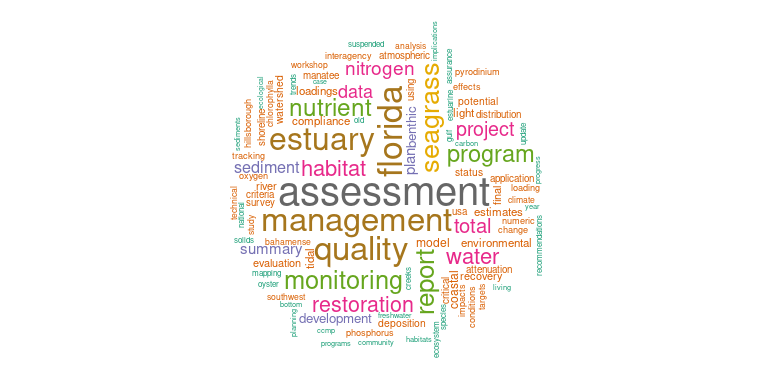 implications
suspended
analysis
interagency
atmospheric
workshop
manatee
nitrogen
case
trends
ecological
watershed
loadings
data
using
seagrass
assurance
pyrodinium
effects
potential
light
distribution
estuarine
gulf
update
chlorophylla
shoreline
hillsborough
sediments
nutrient
compliance
old
florida
benthic
plan
project
carbon
estuary
program
tracking
oxygen
sediment
habitat
status
application
progress
river
criteria
survey
assessment
final
loading
climate
year
technical
national
study
management
usa
estimates
numeric
change
total
recommendations
solids
bahamense
summary
quality
model
environmental
water
evaluation
tidal
mapping
oyster
monitoring
creeks
report
attenuation
recovery
coastal
critical
impacts
conditions
targets
living
southwest
bottom
restoration
freshwater
species
planning
development
deposition
ccmp
phosphorus
programs
community
habitats
ecosystem